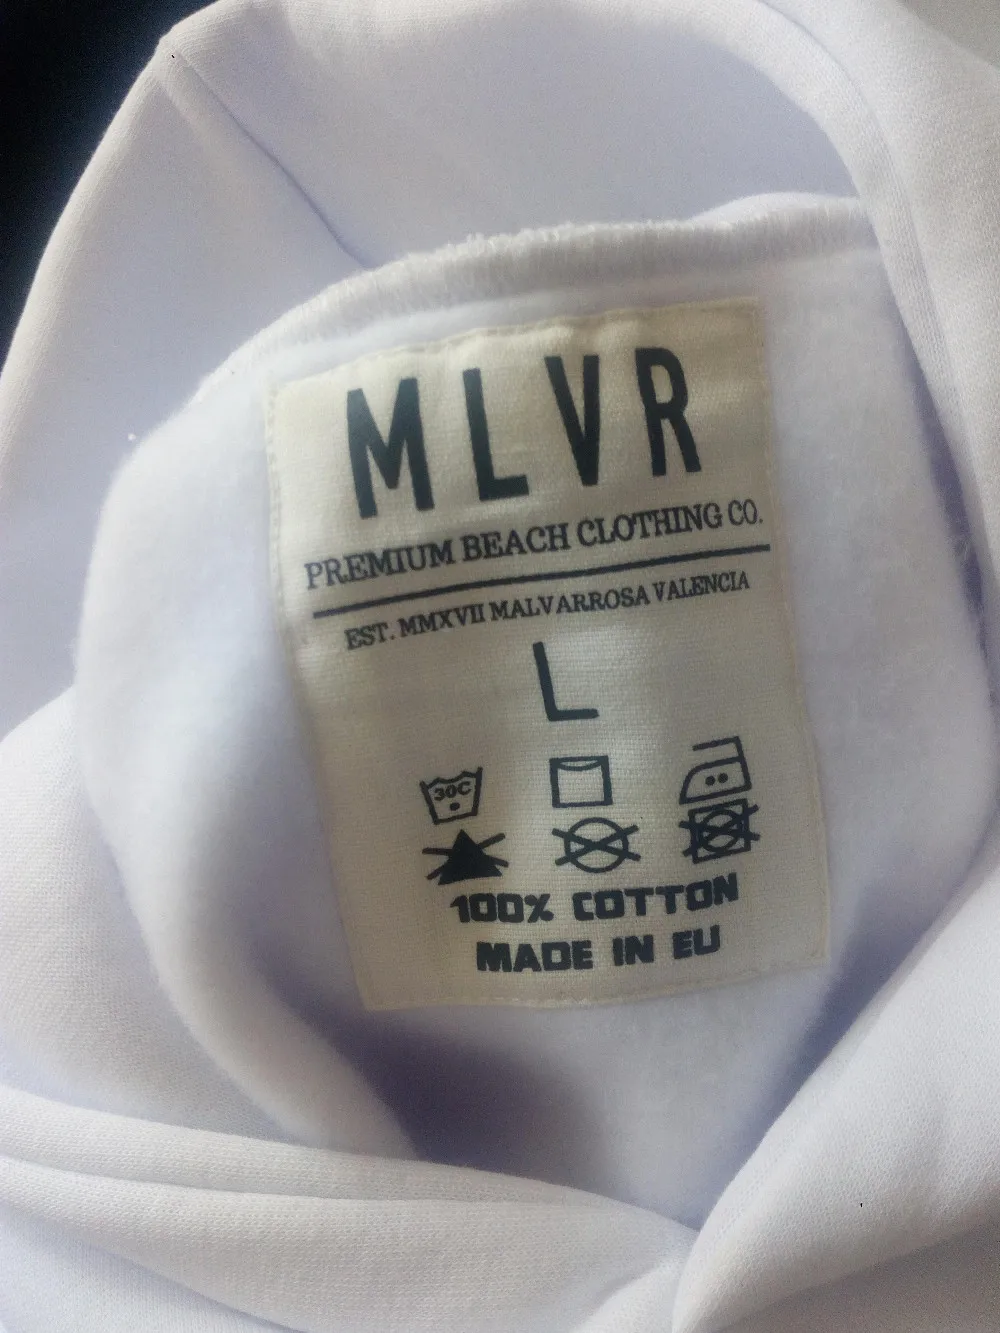 MLVR
PREMIUM BEACH CLOTHING CO.
EST. MMXVII MALVARROSA VALENCIA
L
30C
100% COTTON
MADE IN EU